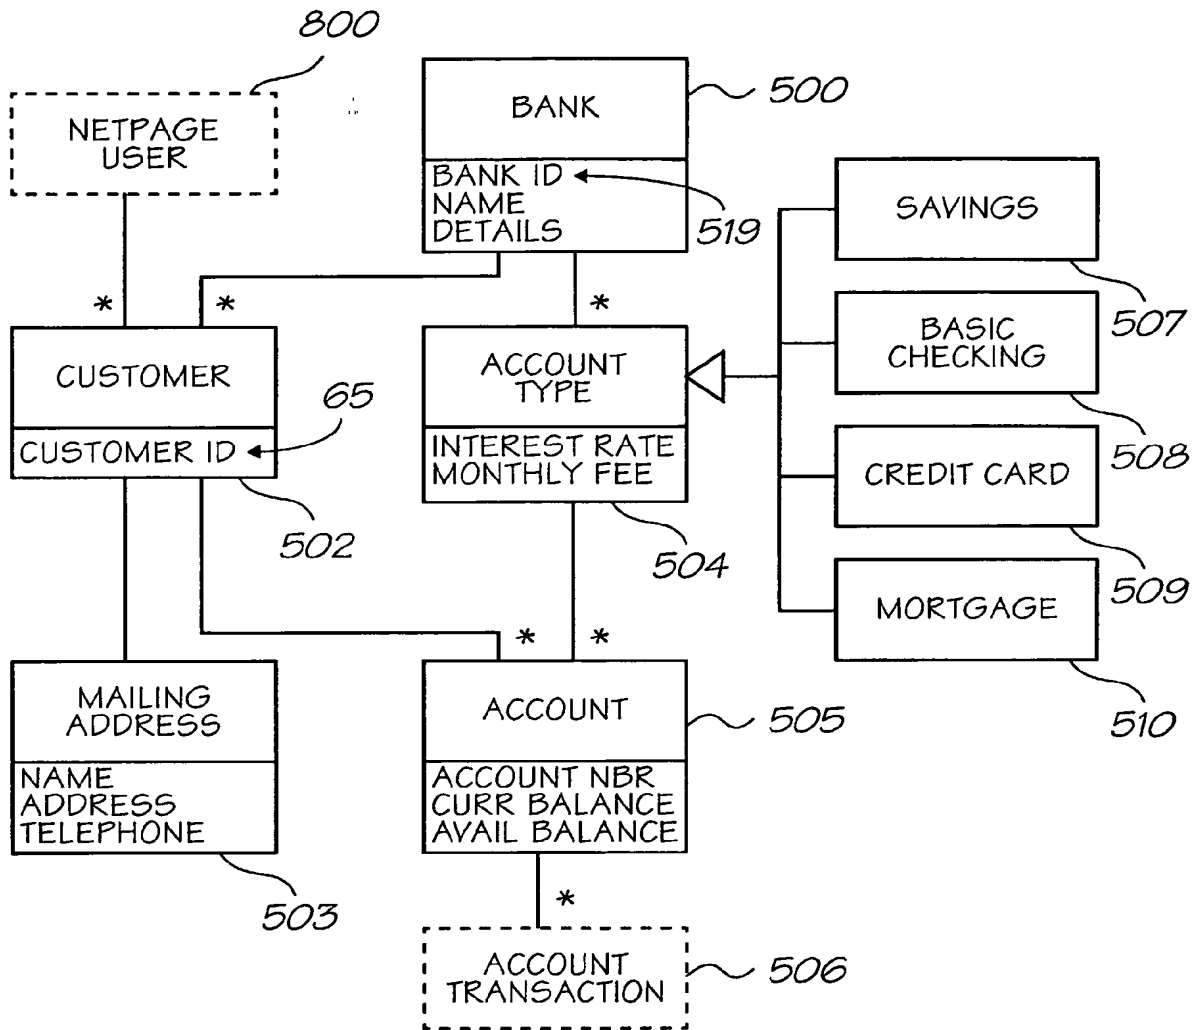 800
NETPAGE
USER
BANK
500
BANK ID
NAME
DETAILS
519
SAVINGS
507
*
*
*
CUSTOMER
CUSTOMER ID
65
502
ACCOUNT
TYPE
INTEREST RATE
MONTHLY FEE
504
BASIC
CHECKING
508
CREDIT CARD
509
MORTGAGE
510
*
*
MAILING
ADDRESS
NAME
ADDRESS
TELEPHONE
503
ACCOUNT
505
ACCOUNT NBR
CURR BALANCE
AVAIL BALANCE
*
ACCOUNT
TRANSACTION
506